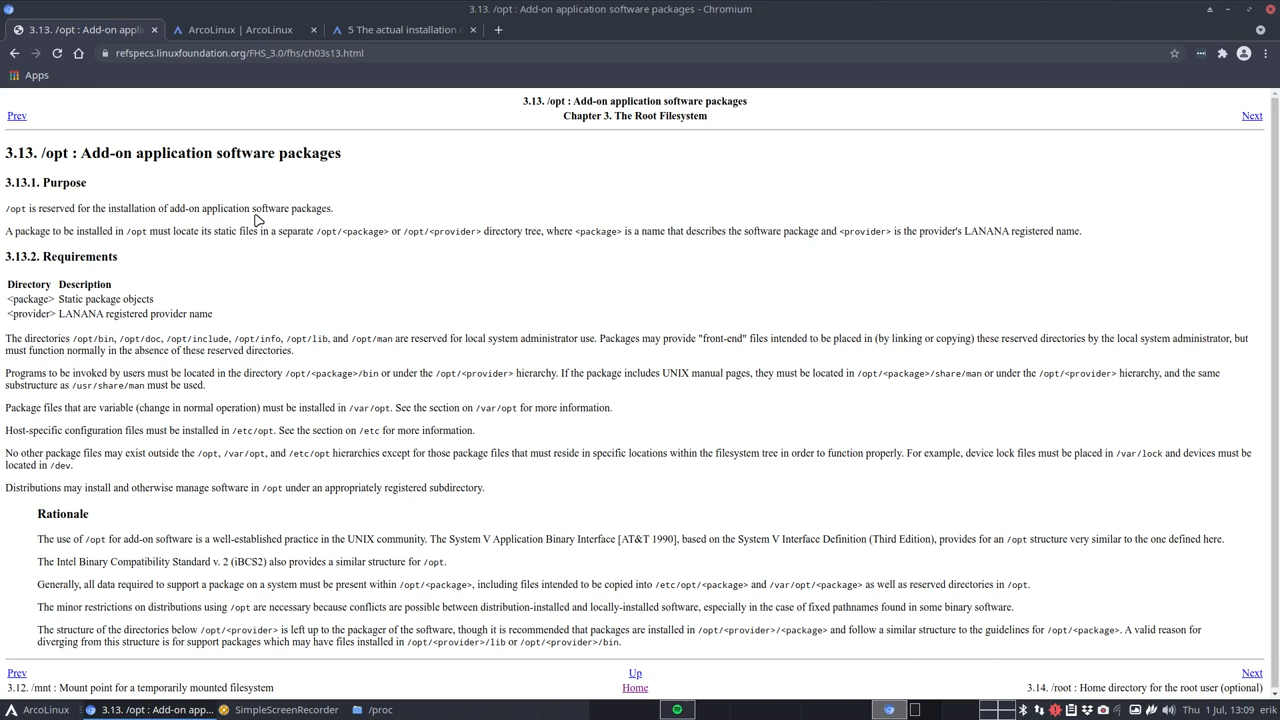 3.13. /opt : Add-on application software packages - Chromium
3.13. /opt : Add-on appli
ArcoLinux | ArcoLinux
5 The actual installation o
refspecs.linuxfoundation.org/FHS_3.0/fhs/ch03s13.html
Apps
3.13. /opt : Add-on application software packages
Prev
Chapter 3. The Root Filesystem
Next
3.13. /opt : Add-on application software packages
3.13.1. Purpose
/opt is reserved for the installation of add-on application software packages.
A package to be installed in /opt must locate its static files in a separate /opt/<package> or /opt/<provider> directory tree, where <package> is a name that describes the software package and <provider> is the provider's LANANA registered name.
3.13.2. Requirements
Directory Description
<package> Static package objects
<provider> LANANA registered provider name
The directories /opt/bin, /opt/doc, /opt/include, /opt/info, /opt/lib, and /opt/man are reserved for local system administrator use. Packages may provide "front-end" files intended to be placed in (by linking or copying) these reserved directories by the local system administrator, but
must function normally in the absence of these reserved directories.
Programs to be invoked by users must be located in the directory /opt/<package>/bin or under the /opt/<provider> hierarchy. If the package includes UNIX manual pages, they must be located in /opt/<package>/share/man or under the /opt/<provider> hierarchy, and the same
substructure as /usr/share/man must be used.
Package files that are variable (change in normal operation) must be installed in /var/opt. See the section on /var/opt for more information.
Host-specific configuration files must be installed in /etc/opt. See the section on /etc for more information.
No other package files may exist outside the /opt, /var/opt, and /etc/opt hierarchies except for those package files that must reside in specific locations within the filesystem tree in order to function properly. For example, device lock files must be placed in /var/lock and devices must be
located in /dev.
Distributions may install and otherwise manage software in /opt under an appropriately registered subdirectory.
Rationale
The use of /opt for add-on software is a well-established practice in the UNIX community. The System V Application Binary Interface [AT&T 1990], based on the System V Interface Definition (Third Edition), provides for an /opt structure very similar to the one defined here.
The Intel Binary Compatibility Standard v. 2 (iBCS2) also provides a similar structure for /opt.
Generally, all data required to support a package on a system must be present within /opt/<package>, including files intended to be copied into /etc/opt/<package> and /var/opt/<package> as well as reserved directories in /opt.
The minor restrictions on distributions using /opt are necessary because conflicts are possible between distribution-installed and locally-installed software, especially in the case of fixed pathnames found in some binary software.
The structure of the directories below /opt/<provider> is left up to the packager of the software, though it is recommended that packages are installed in /opt/<provider>/<package> and follow a similar structure to the guidelines for /opt/<package>. A valid reason for
diverging from this structure is for support packages which may have files installed in /opt/<provider>/lib or /opt/<provider>/bin.
Prev
Up
Next
3.12. /mnt : Mount point for a temporarily mounted filesystem
Home
3.14. /root : Home directory for the root user (optional)
ArcoLinux
3.13. /opt : Add-on app...
SimpleScreenRecorder
/proc
Thu 1 Jul, 13:09
erik